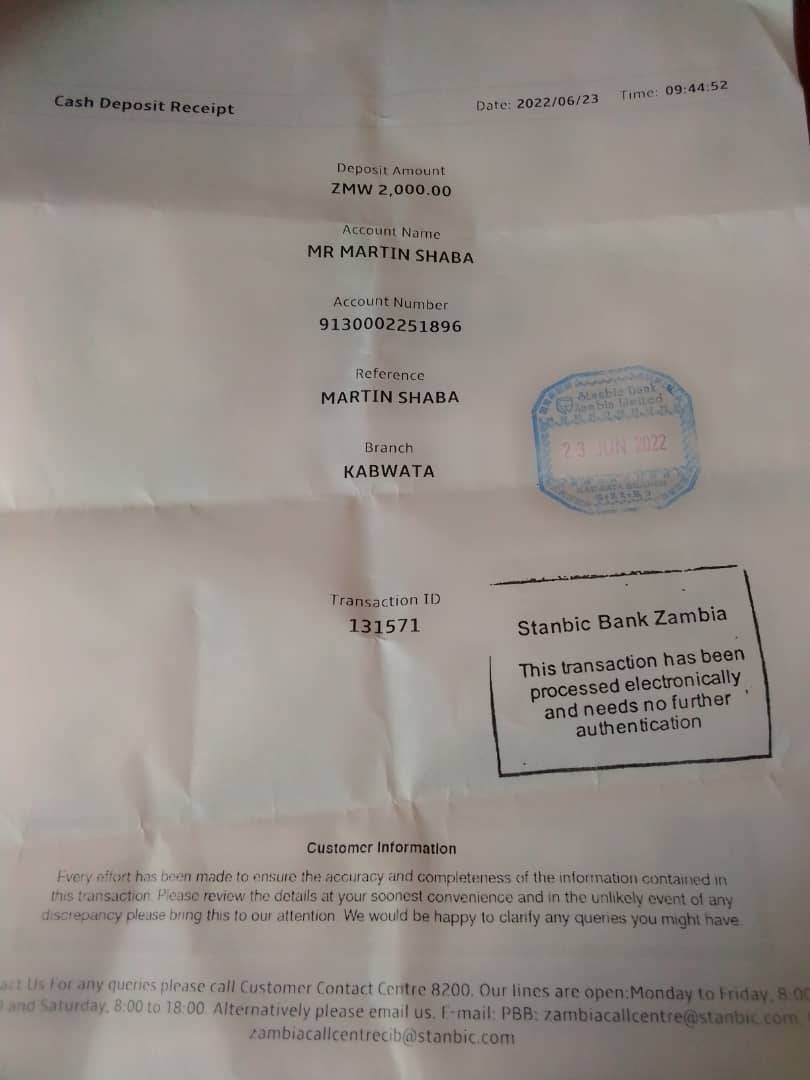 Cash Deposit Receipt
Date: 2022/06/23 Time: 09:44:52
Deposit Amount
ZMW 2,000.00
Account Name
MR MARTIN SHABA
Account Number
9130002251896
Reference
MARTIN SHABA
Branch
KABWATA
Stanbic Bank
Zambia Limited
23 JUN 2022
Transaction ID
131571
Stanbic Bank Zambia
This transaction has been
processed electronically
and needs no further
authentication
Customer Information
Every effort has been made to ensure the accuracy and completeness of the information contained in
this transaction. Please review the details at your soonest convenience and in the unlikely event of any
discrepancy please bring this to our attention. We would be happy to clarify any queries you might have.
act Us For any queries please call Customer Contact Centre 8200. Our lines are open:Monday to Friday, 8:00
and Saturday, 8:00 to 18:00. Alternatively please email us. E-mail: PBB: zambiacallcentre@stanbic.com,
zambiacallcentrecib@stanbic.com